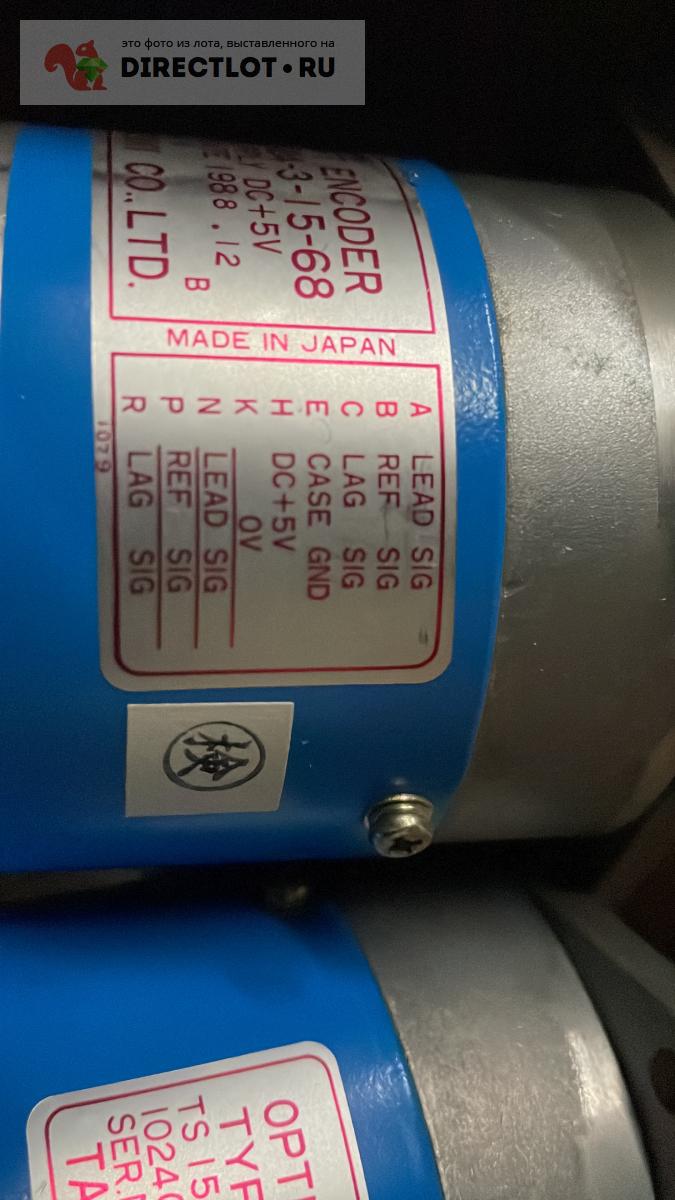 это фото из лота, выставленного на
DIRECTLOT•RU
ENCODER
-3-15-68
DC+5V
1988.12
B
CO.,LTD.
MADE IN JAPAN
A LEAD SIG
B REF SIG
C LAG SIG
E CASE GND
H DC+5V
K 0V
N LEAD SIG
P REF SIG
R LAG SIG
1079
検
OPTI
TYP
TS 15
1024
SER.
TA